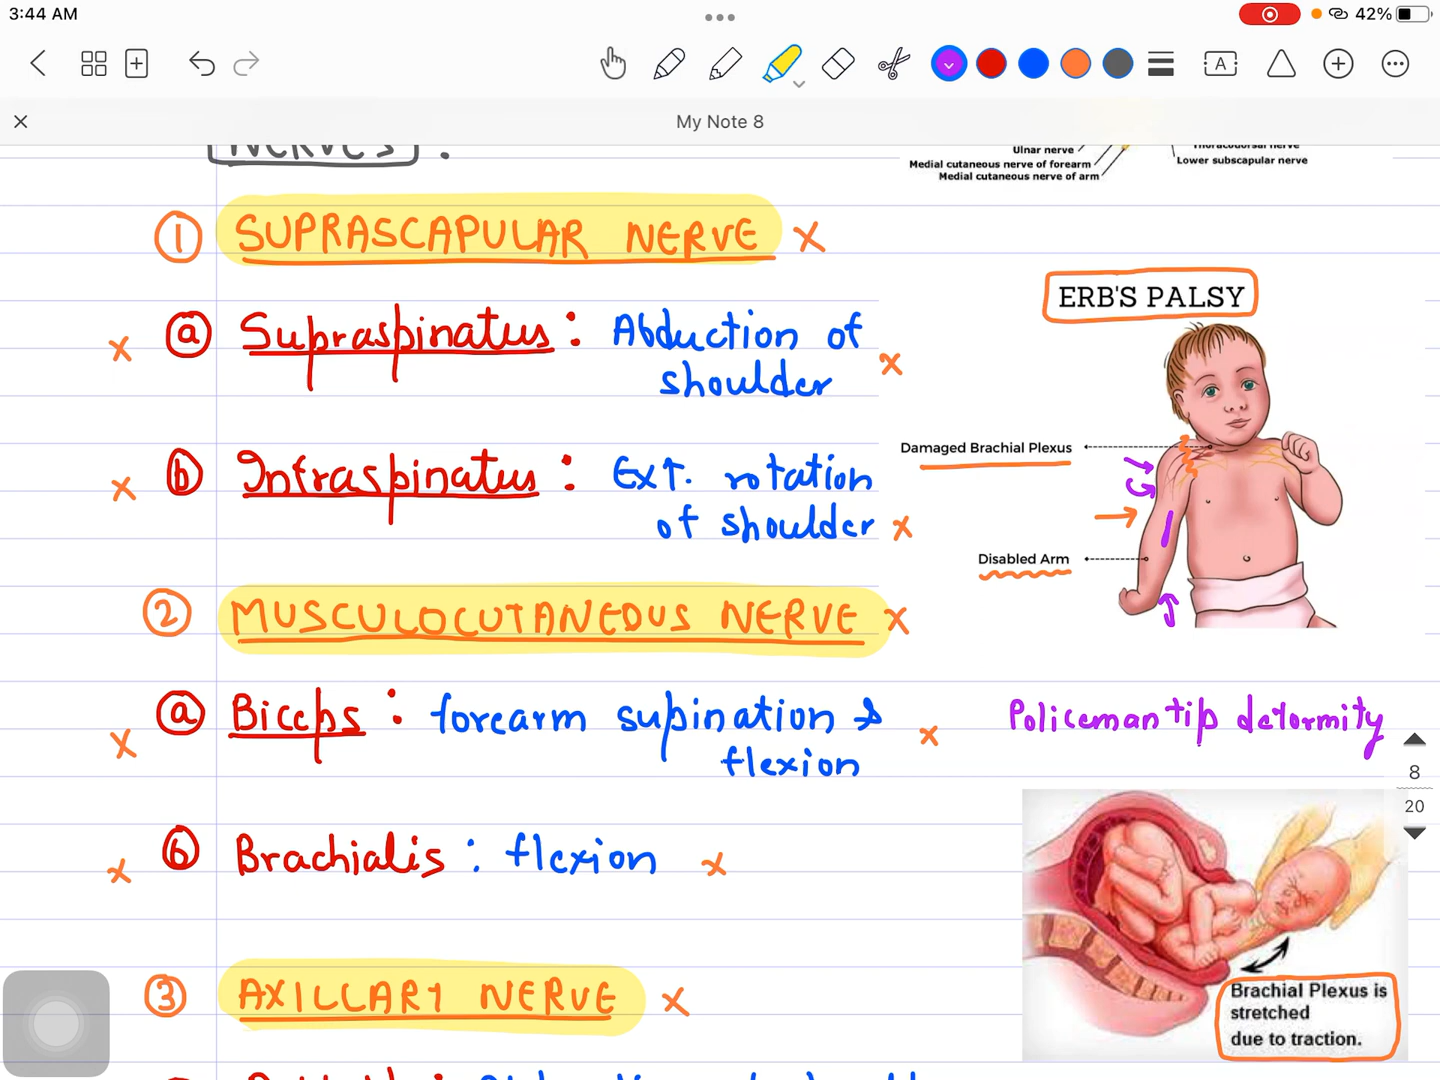 3:44 AM
42%
A
My Note 8
NERVES :
Ulnar nerve
Medial cutaneous nerve of forearm
Medial cutaneous nerve of arm
Thoracodorsal nerve
Lower subscapular nerve
① SUPRASCAPULAR NERVE x
x ⓐ Supraspinatus : Abduction of
shoulder x
x ⓑ Infraspinatus : Ext. rotation
of shoulder x
ERB'S PALSY
Damaged Brachial Plexus
Disabled Arm
② MUSCULOCUTANEOUS NERVE x
x ⓐ Biceps : forearm supination &
flexion x
Policeman tip deformity
8
20
x ⓑ Brachialis : flexion x
③ AXILLARY NERVE x
Brachial Plexus is
stretched
due to traction.